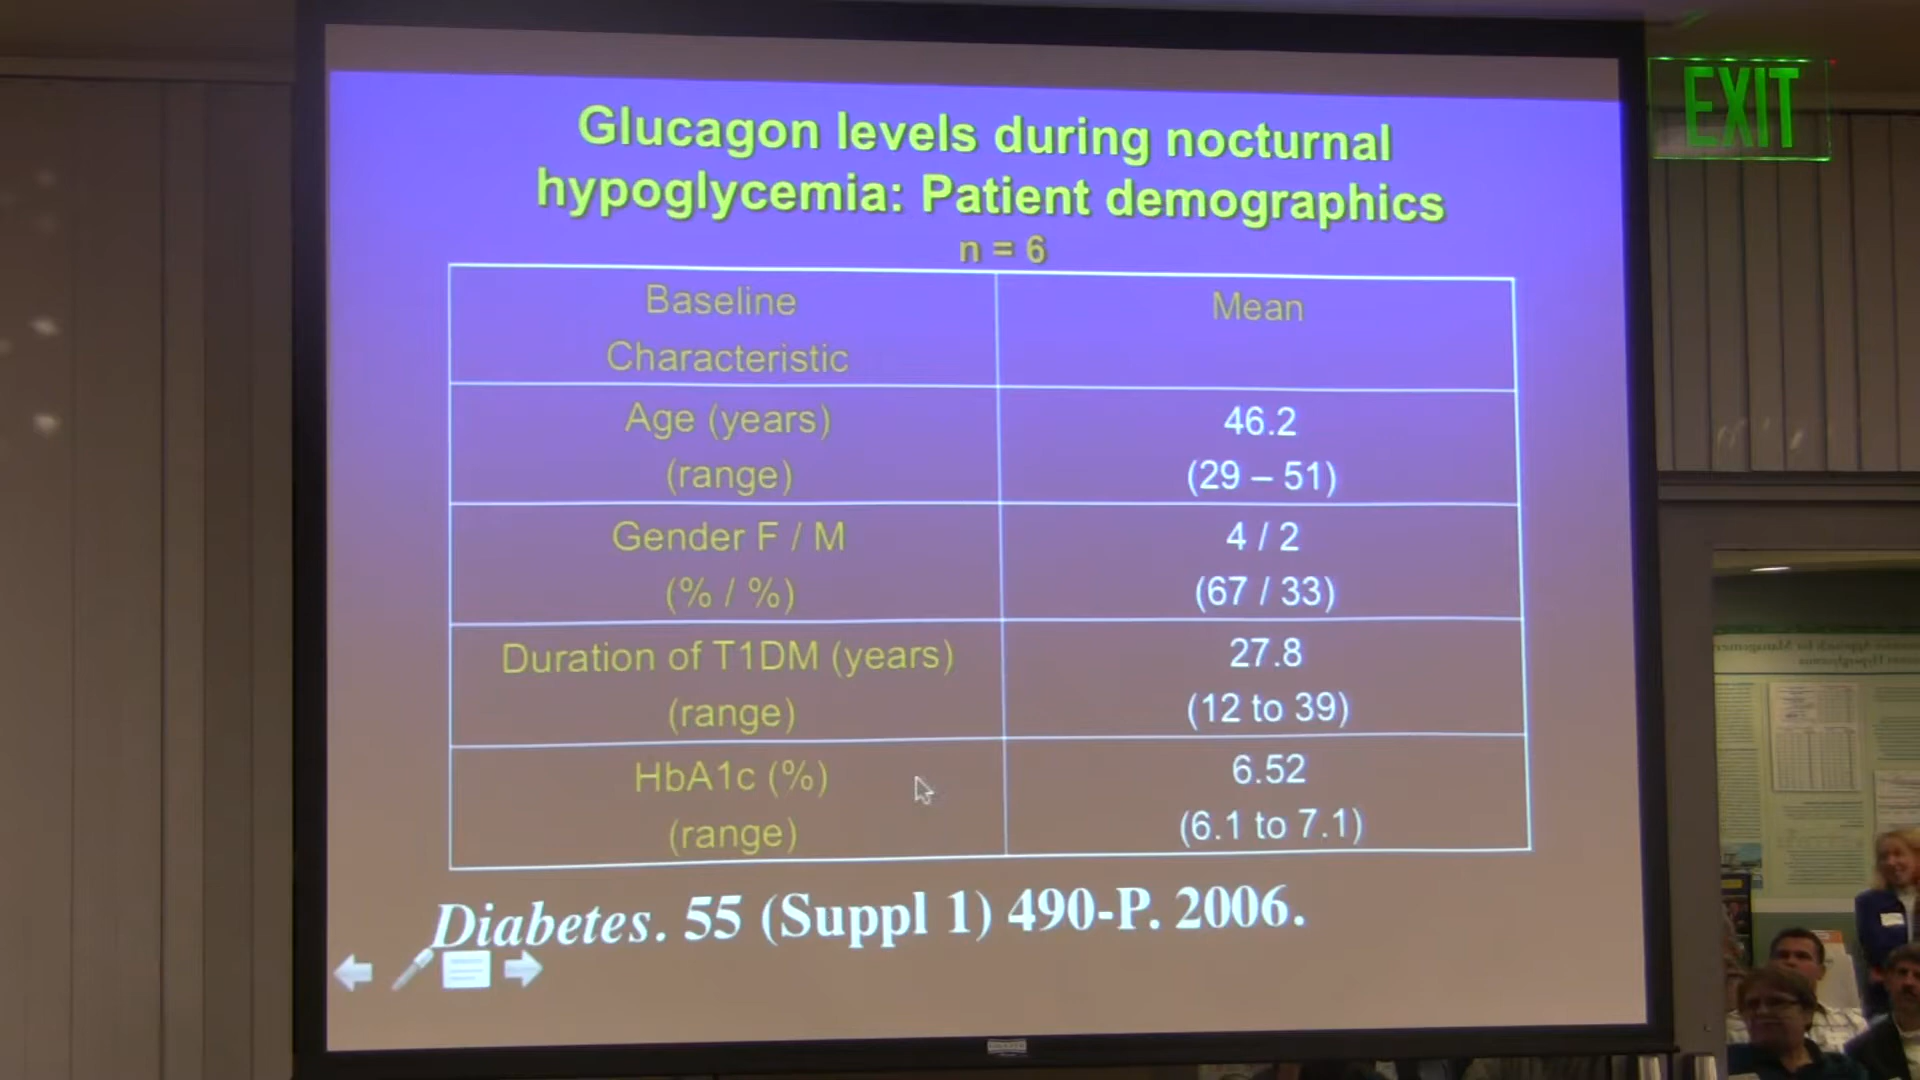 Glucagon levels during nocturnal
hypoglycemia: Patient demographics
n = 6
Baseline
Characteristic
Mean
Age (years)
(range)
46.2
(29 – 51)
Gender F / M
(% / %)
4 / 2
(67 / 33)
Duration of T1DM (years)
(range)
27.8
(12 to 39)
HbA1c (%)
(range)
6.52
(6.1 to 7.1)
Diabetes. 55 (Suppl 1) 490-P. 2006.
EXIT